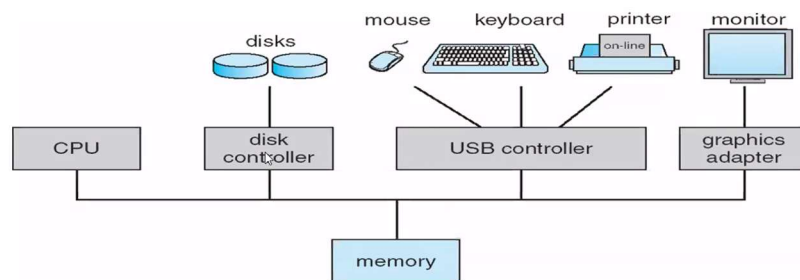 mouse
keyboard
printer
monitor
disks
on-line
CPU
disk
controller
USB controller
graphics
adapter
memory